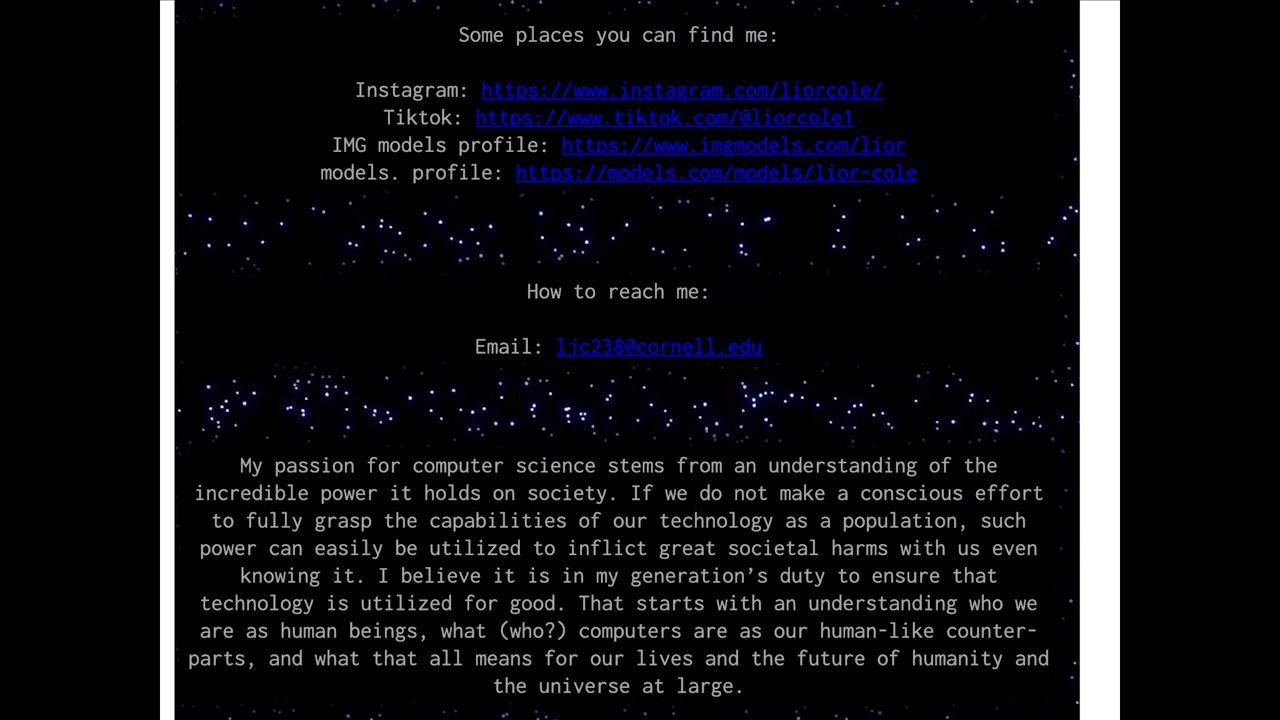 Some places you can find me:
Instagram: https://www.instagram.com/liorcole/
Tiktok: https://www.tiktok.com/@liorcole1
IMG models profile: https://www.imgmodels.com/lior
models. profile: https://models.com/models/lior-cole
How to reach me:
Email: ljc238@cornell.edu
My passion for computer science stems from an understanding of the
incredible power it holds on society. If we do not make a conscious effort
to fully grasp the capabilities of our technology as a population, such
power can easily be utilized to inflict great societal harms with us even
knowing it. I believe it is in my generation’s duty to ensure that
technology is utilized for good. That starts with an understanding who we
are as human beings, what (who?) computers are as our human-like counter-
parts, and what that all means for our lives and the future of humanity and
the universe at large.